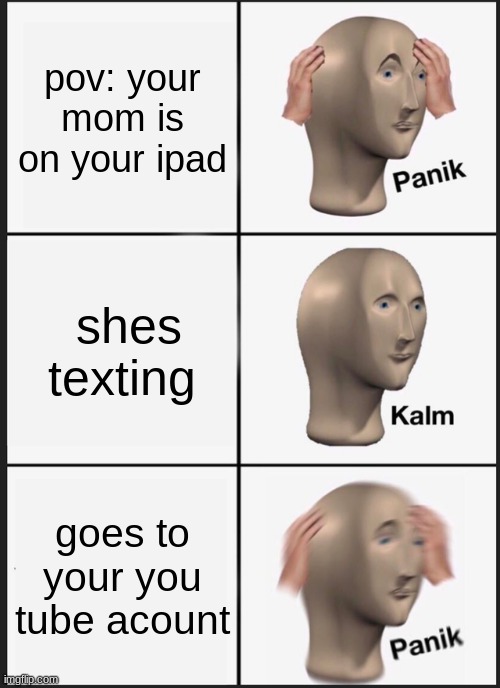 pov: your
mom is
on your ipad
Panik
shes
texting
Kalm
goes to
your you
tube acount
Panik
imgflip.com